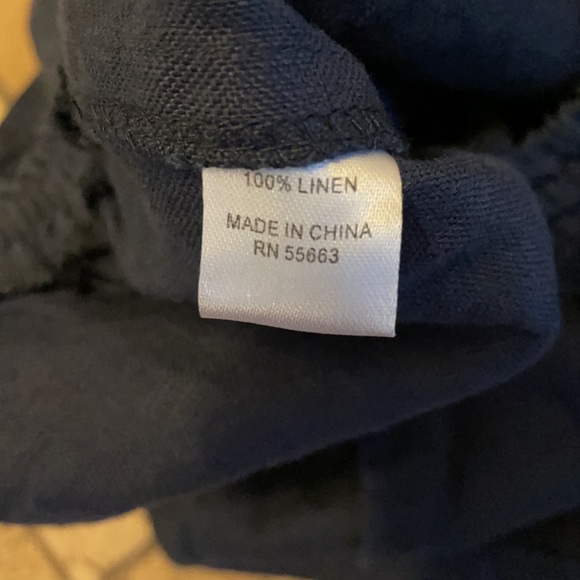 100% LINEN
MADE IN CHINA
RN 55663